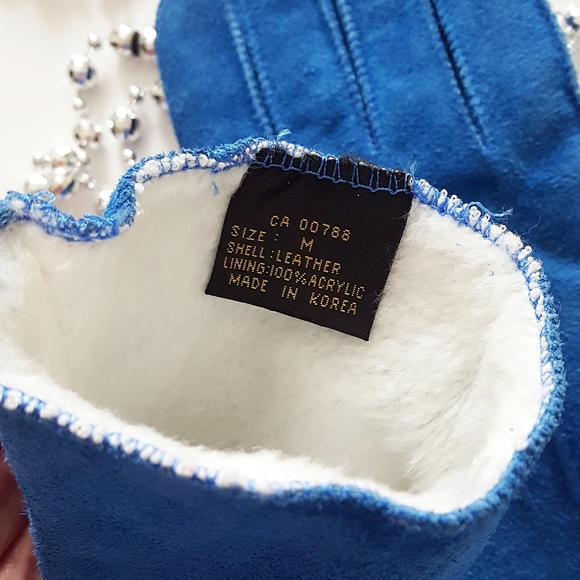 CA 00788
SIZE : M
SHELL:LEATHER
LINING:100%ACRYLIC
MADE IN KOREA